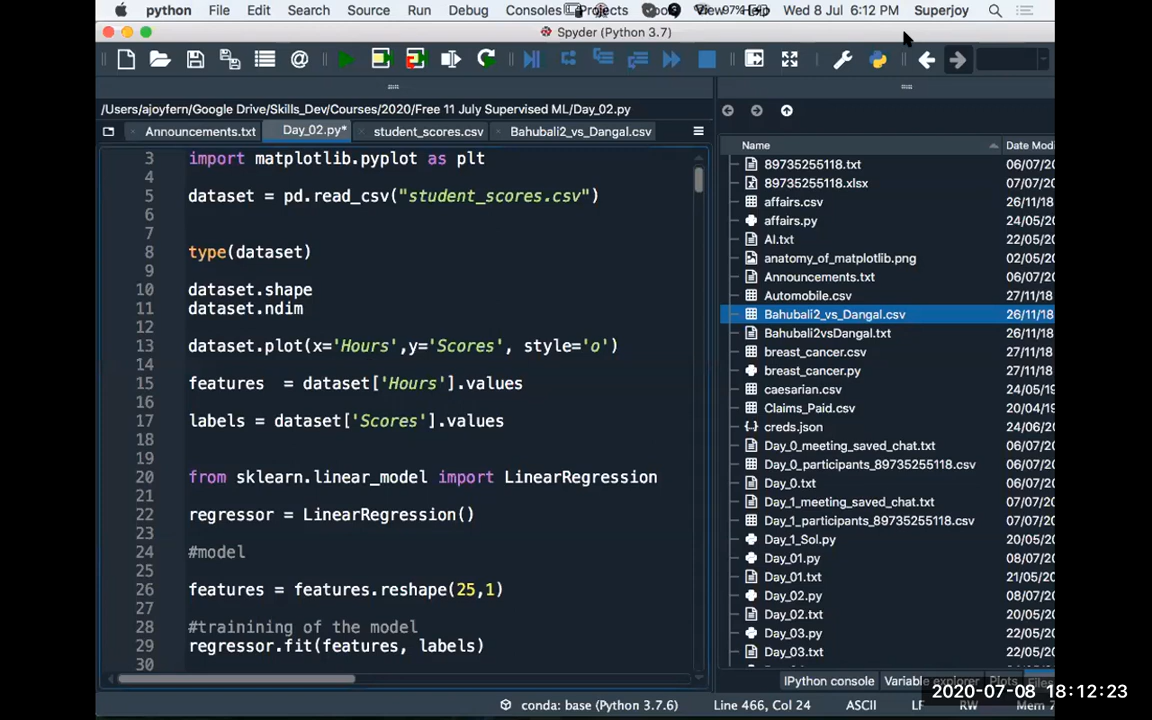 python File Edit Search Source Run Debug Consoles Projects View 97% Help Wed 8 Jul 6:12 PM Superjoy
Spyder (Python 3.7)
/Users/ajoyfern/Google Drive/Skills_Dev/Courses/2020/Free 11 July Supervised ML/Day_02.py
Announcements.txt Day_02.py* student_scores.csv Bahubali2_vs_Dangal.csv
3 import matplotlib.pyplot as plt
4
5 dataset = pd.read_csv("student_scores.csv")
6
7
8 type(dataset)
9
10 dataset.shape
11 dataset.ndim
12
13 dataset.plot(x='Hours',y='Scores', style='o')
14
15 features  = dataset['Hours'].values
16
17 labels = dataset['Scores'].values
18
19
20 from sklearn.linear_model import LinearRegression
21
22 regressor = LinearRegression()
23
24 #model
25
26 features = features.reshape(25,1)
27
28 #trainining of the model
29 regressor.fit(features, labels)
30
Name Date Mod
89735255118.txt 06/07/20
89735255118.xlsx 07/07/20
affairs.csv 26/11/18
affairs.py 24/05/20
AI.txt 22/05/20
anatomy_of_matplotlib.png 02/05/20
Announcements.txt 06/07/20
Automobile.csv 27/11/18
Bahubali2_vs_Dangal.csv 26/11/18
Bahubali2vsDangal.txt 06/07/20
breast_cancer.csv 27/11/18
breast_cancer.py 27/11/18
caesarian.csv 24/05/19
Claims_Paid.csv 20/04/19
creds.json 24/06/20
Day_0_meeting_saved_chat.txt 06/07/20
Day_0_participants_89735255118.csv 06/07/20
Day_0.txt 06/07/20
Day_1_meeting_saved_chat.txt 07/07/20
Day_1_participants_89735255118.csv 07/07/20
Day_1_Sol.py 08/07/20
Day_01.py 08/07/20
Day_01.txt 21/05/20
Day_02.py 08/07/20
Day_02.txt 20/05/20
Day_03.py 22/05/20
Day_03.txt 22/05/20
IPython console Variable explorer Plots Files
conda: base (Python 3.7.6) Line 466, Col 24 ASCII LF RW Mem
2020-07-08 18:12:23